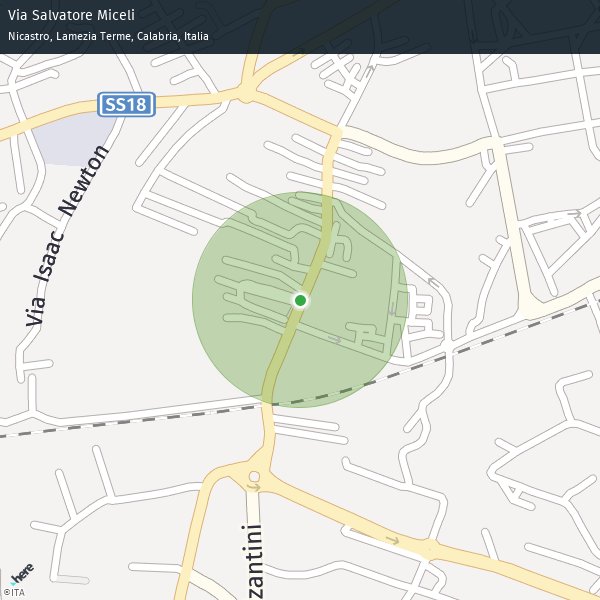 Via Salvatore Miceli
Nicastro, Lamezia Terme, Calabria, Italia
SS18
Via Isaac Newton
zantini
here
©ITA